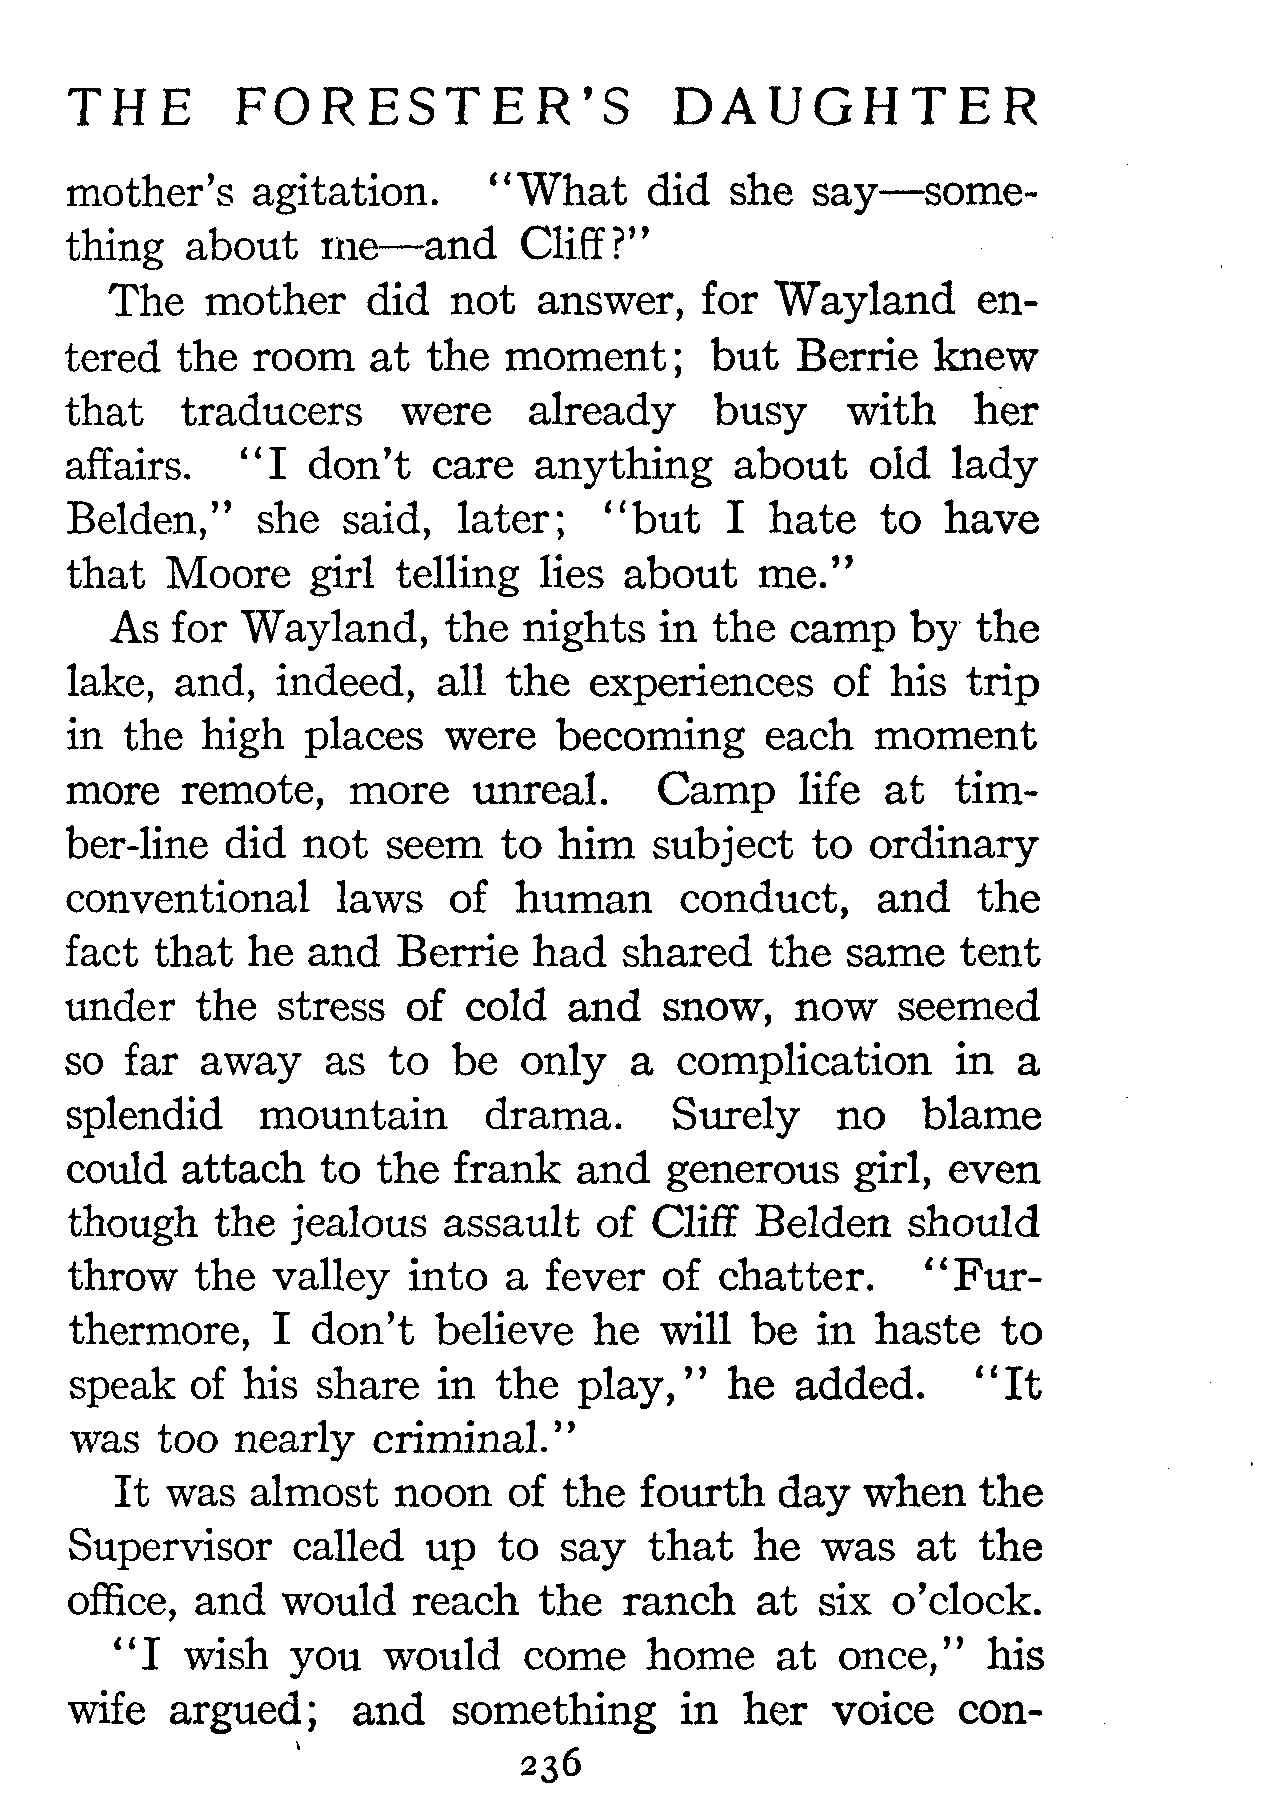 THE FORESTER'S DAUGHTER
mother's agitation. "What did she say—some-
thing about me—and Cliff?"
The mother did not answer, for Wayland en-
tered the room at the moment; but Berrie knew
that traducers were already busy with her
affairs. "I don't care anything about old lady
Belden," she said, later; "but I hate to have
that Moore girl telling lies about me."
As for Wayland, the nights in the camp by the
lake, and, indeed, all the experiences of his trip
in the high places were becoming each moment
more remote, more unreal. Camp life at tim-
ber-line did not seem to him subject to ordinary
conventional laws of human conduct, and the
fact that he and Berrie had shared the same tent
under the stress of cold and snow, now seemed
so far away as to be only a complication in a
splendid mountain drama. Surely no blame
could attach to the frank and generous girl, even
though the jealous assault of Cliff Belden should
throw the valley into a fever of chatter. "Fur-
thermore, I don't believe he will be in haste to
speak of his share in the play," he added. "It
was too nearly criminal."
It was almost noon of the fourth day when the
Supervisor called up to say that he was at the
office, and would reach the ranch at six o'clock.
"I wish you would come home at once," his
wife argued; and something in her voice con-
236